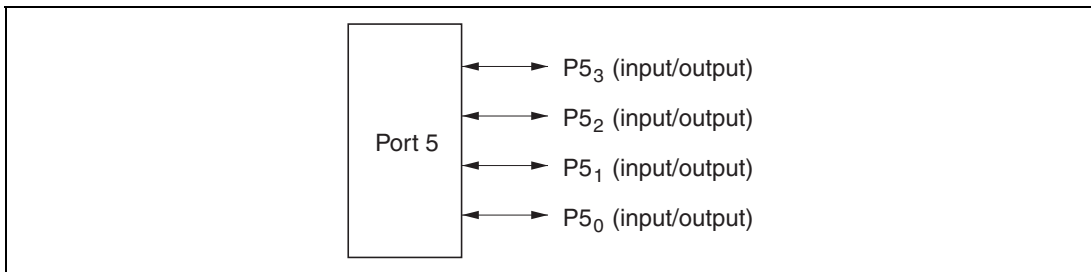 Port 5
P5₃ (input/output)
P5₂ (input/output)
P5₁ (input/output)
P5₀ (input/output)